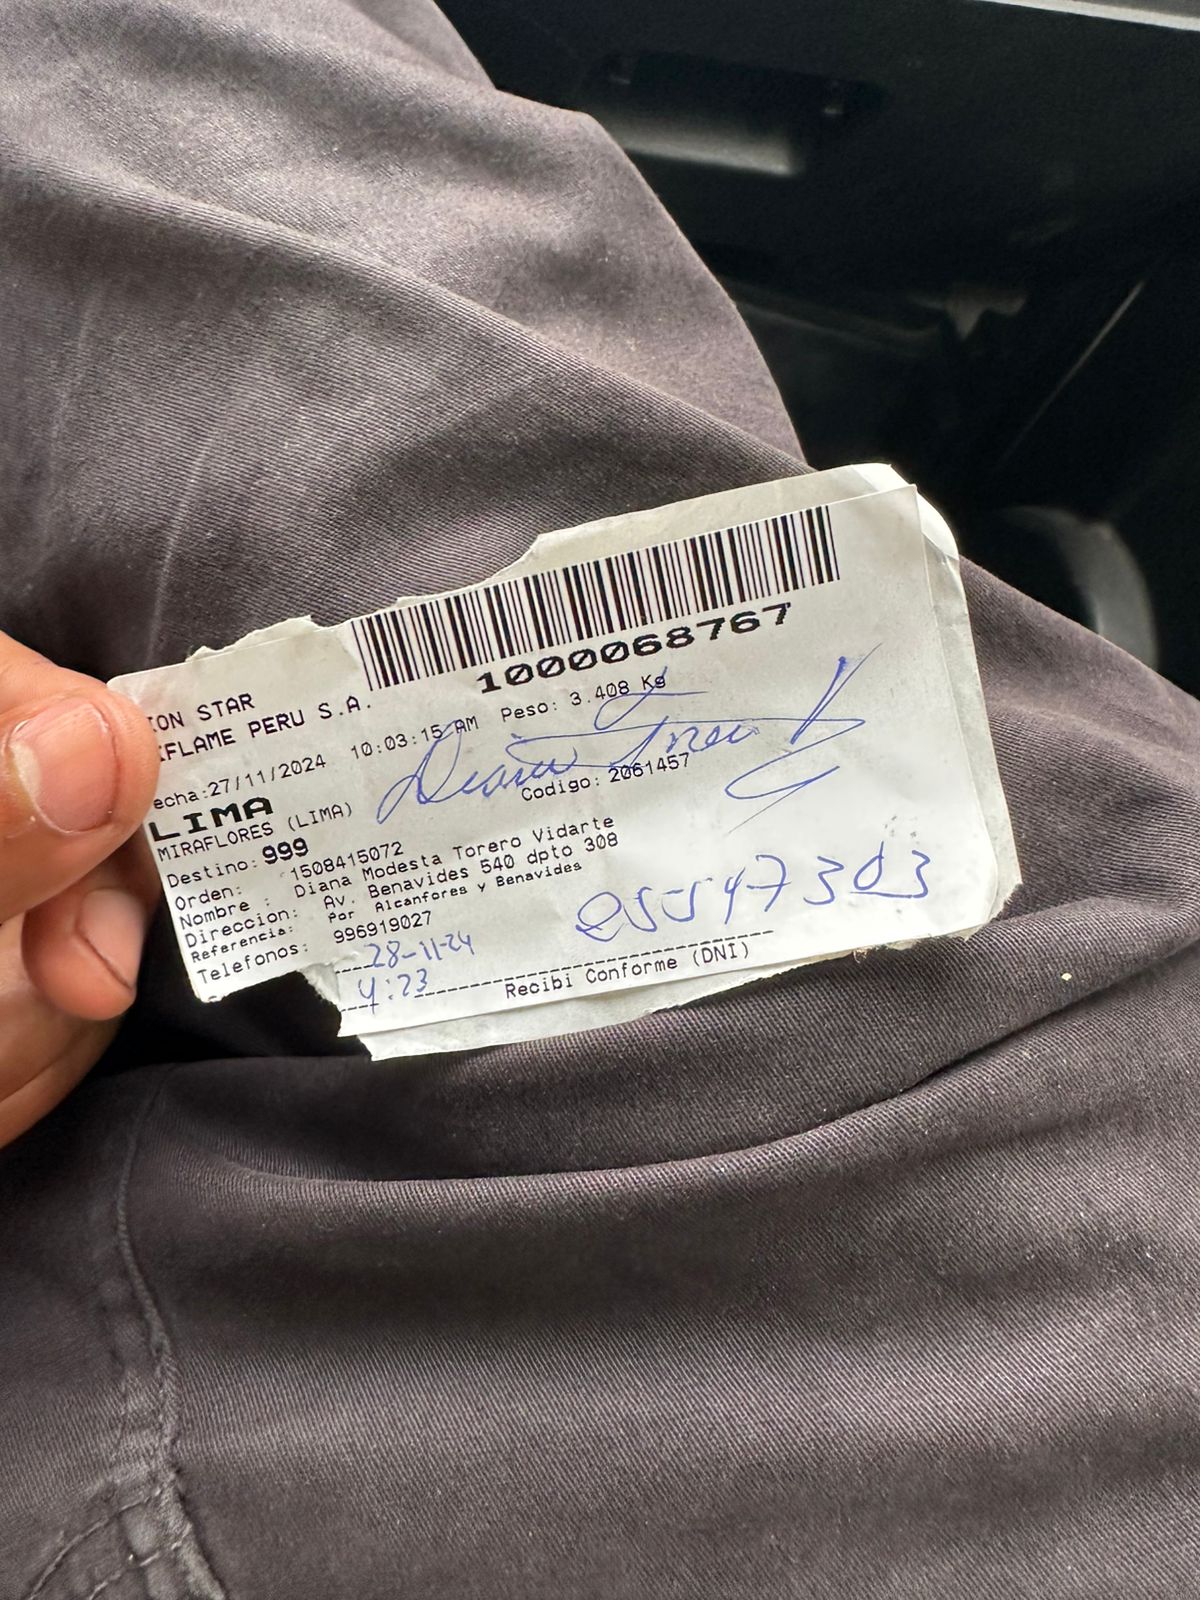 1000068767
ION STAR
IFLAME PERU S.A.
echa:27/11/2024 10:03:15 AM Peso: 3.408 Kg
LIMA
MIRAFLORES (LIMA) Codigo: 2061457
Destino: 999
Orden: 1508415072
Nombre : Diana Modesta Torero Vidarte
Direccion: Av. Benavides 540 dpto 308
Referencia: Por Alcanfores y Benavides
Telefonos: 996919027
28-11-24
4:23
Recibi Conforme (DNI)